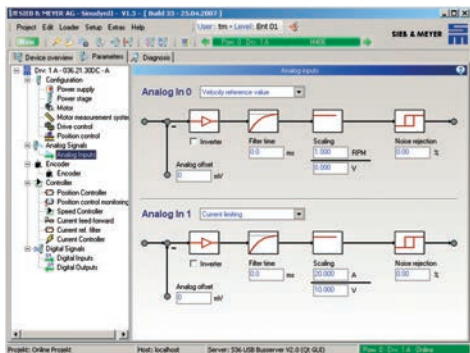 SIEB & MEYER AG - Simudyn1 - V1.5 - [ Build 33 - 25.04.2007 ]
Project Edit Loader Setup Extras Help
User: tm - Level: Ent 01
SIEB & MEYER
Device overview Parameters Diagnosis
Analog inputs
Drv: 1 A - 036.21.30DC - A
Configuration
Power supply
Power stage
Motor
Motor measurement system
Drive control
Position control
Analog Signals
Analog Inputs
Encoder
Encoder
Controller
Position Controller
Position control monitoring
Speed Controller
Current feed forward
Current ref. filter
Current Controller
Digital Signals
Digital Inputs
Digital Outputs
Analog In 0 Velocity reference value
Inverter
Filter time
0.0 ms
Scaling
1.000 RPM
0.000 V
Noise rejection
0.00 %
Analog offset
0 mV
Analog In 1 Current limiting
Inverter
Filter time
0.0 ms
Scaling
20.000 A
10.000 V
Noise rejection
0.00 %
Analog offset
0 mV
Projekt: Online Projekt Host: localhost Server: S36-USB Busserver V2.0 (Qt GUI)